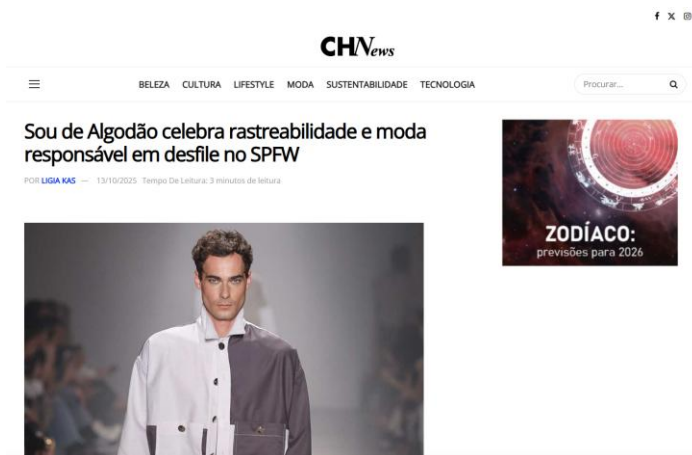 CHNews
BELEZA CULTURA LIFESTYLE MODA SUSTENTABILIDADE TECNOLOGIA
Procurar...
Sou de Algodão celebra rastreabilidade e moda
responsável em desfile no SPFW
POR LIGIA KAS — 13/10/2025 Tempo De Leitura: 3 minutos de leitura
ZODÍACO:
previsões para 2026